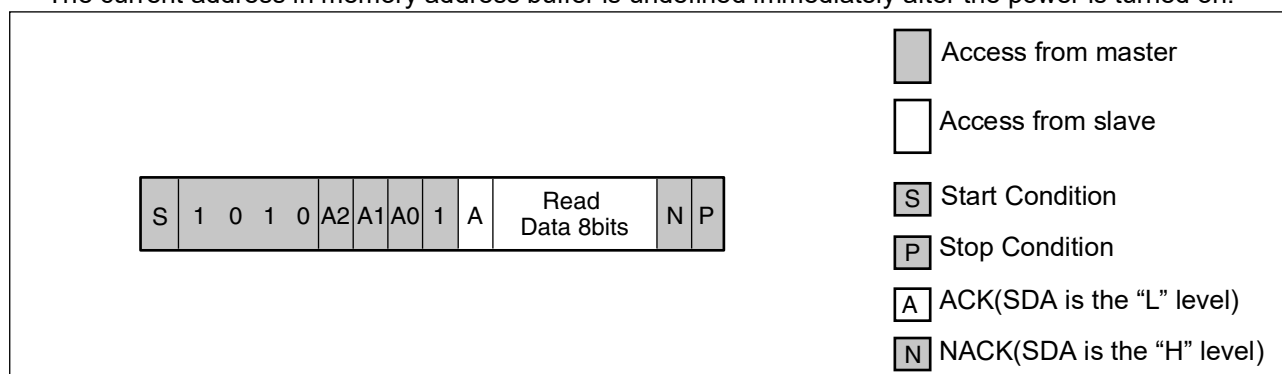 The current address in memory address buffer is undefined immediately after the power is turned on.
Access from master
Access from slave
S 1 0 1 0 A2 A1 A0 1 A Read Data 8bits N P
S Start Condition
P Stop Condition
A ACK(SDA is the “L” level)
N NACK(SDA is the “H” level)